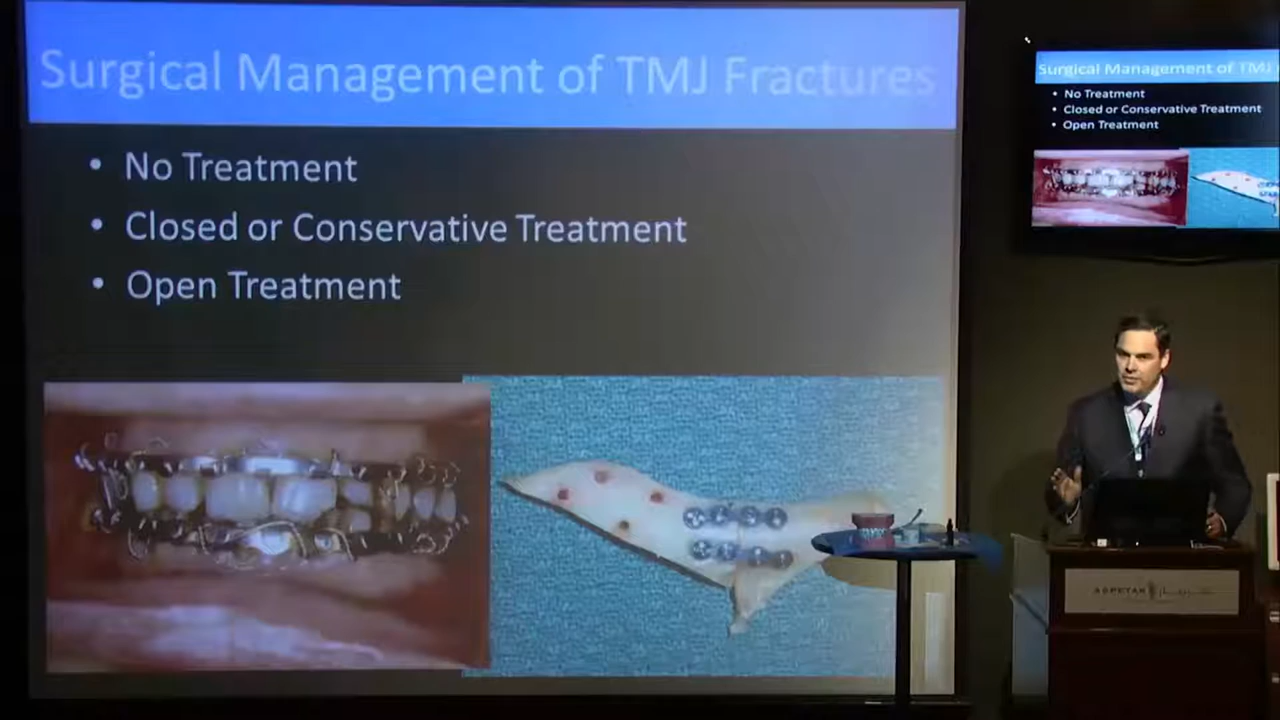 Surgical Management of TMJ Fractures
• No Treatment
• Closed or Conservative Treatment
• Open Treatment
Surgical Management of TMJ
• No Treatment
• Closed or Conservative Treatment
• Open Treatment
ASPETAR